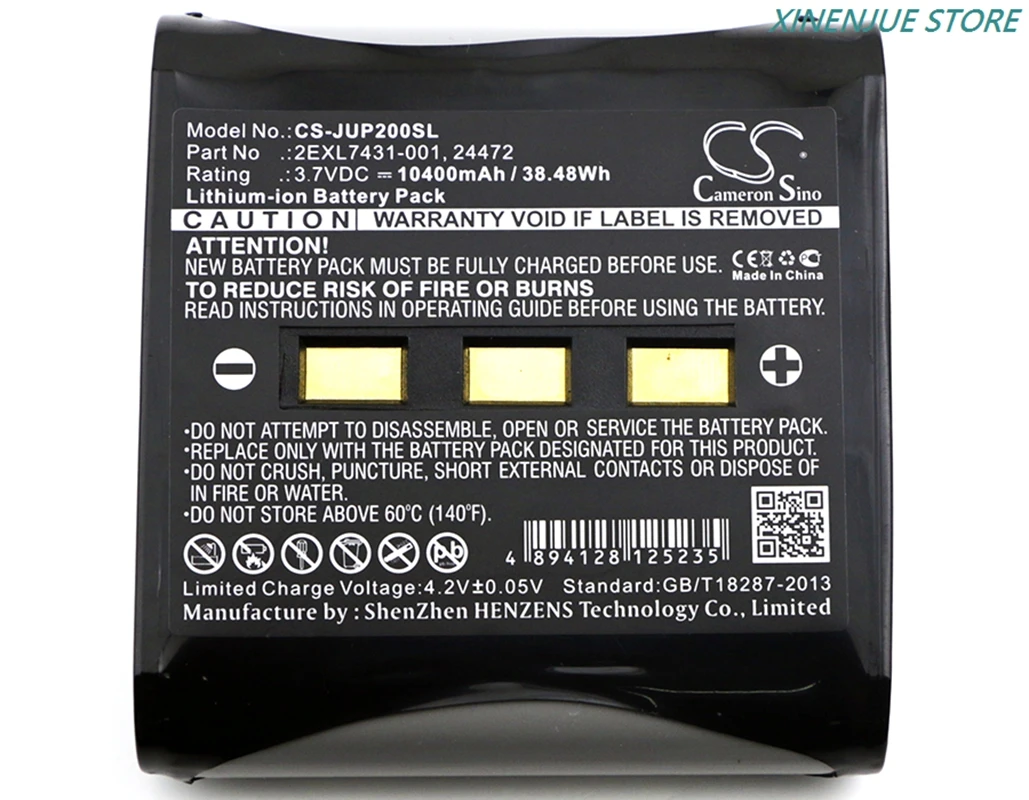 XINENJUE STORE
Model No.:CS-JUP200SL
Part No .:2EXL7431-001, 24472
Rating .:3.7VDC ⎓ 10400mAh / 38.48Wh
Lithium-ion Battery Pack
CS
Cameron Sino
CAUTION WARRANTY VOID IF LABEL IS REMOVED
ATTENTION!
NEW BATTERY PACK MUST BE FULLY CHARGED BEFORE USE.
CE
Made In China
TO REDUCE RISK OF FIRE OR BURNS
READ INSTRUCTIONS IN OPERATING GUIDE BEFORE USING THE BATTERY.
− +
•DO NOT ATTEMPT TO DISASSEMBLE, OPEN OR SERVICE THE BATTERY PACK.
•REPLACE ONLY WITH THE BATTERY PACK DESIGNATED FOR THIS PRODUCT.
•DO NOT CRUSH, PUNCTURE, SHORT EXTERNAL CONTACTS OR DISPOSE OF
IN FIRE OR WATER.
•DO NOT STORE ABOVE 60°C (140°F).
Pb
4 894128 125235
Limited Charge Voltage:4.2V±0.05V Standard:GB/T18287-2013
Manufacture by : ShenZhen HENZENS Technology Co., Limited